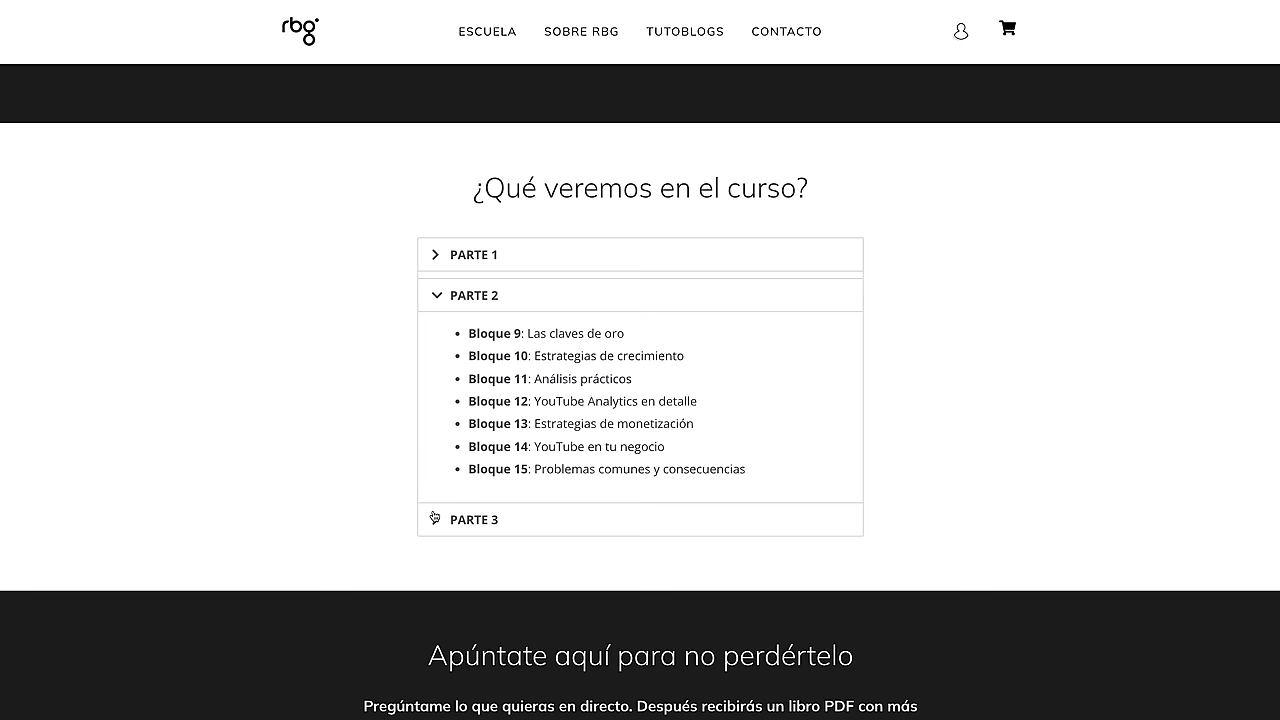 rbg
ESCUELA SOBRE RBG TUTOBLOGS CONTACTO
¿Qué veremos en el curso?
PARTE 1
PARTE 2
Bloque 9: Las claves de oro
Bloque 10: Estrategias de crecimiento
Bloque 11: Análisis prácticos
Bloque 12: YouTube Analytics en detalle
Bloque 13: Estrategias de monetización
Bloque 14: YouTube en tu negocio
Bloque 15: Problemas comunes y consecuencias
PARTE 3
Apúntate aquí para no perdértelo
Pregúntame lo que quieras en directo. Después recibirás un libro PDF con más